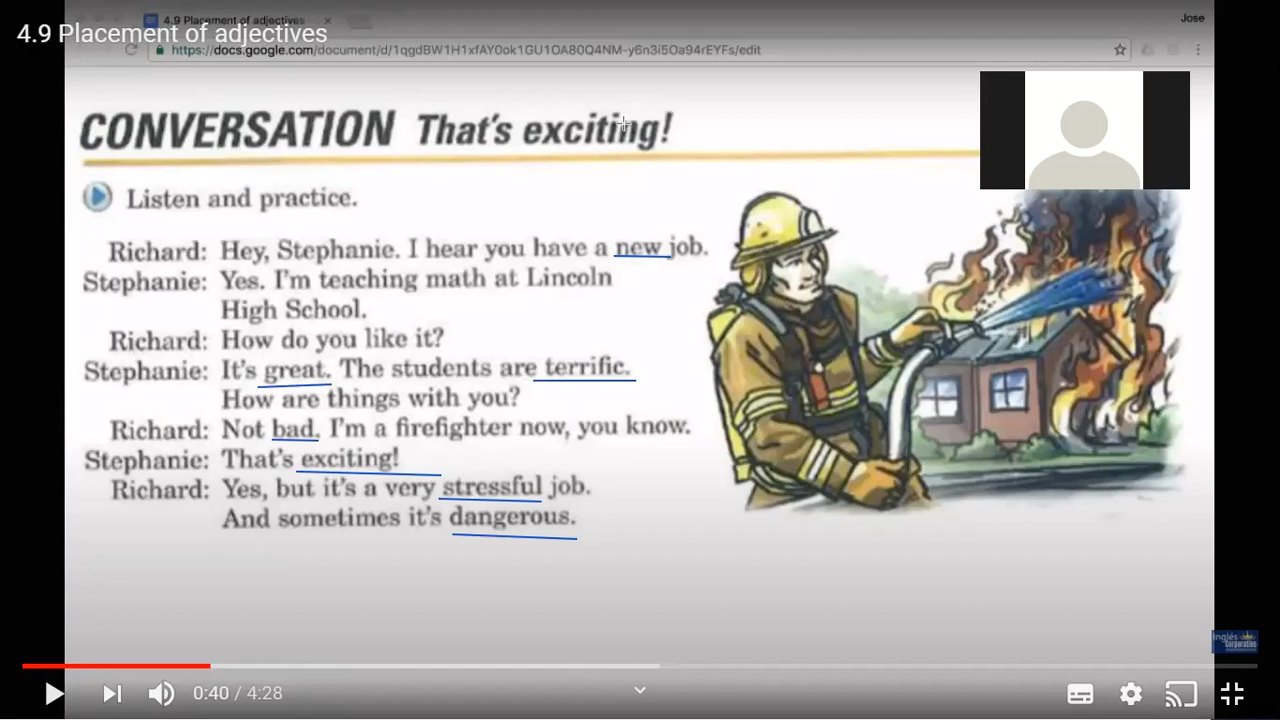 4.9 Placement of adjectives
Jose
4.9 Placement of adjectives
https://docs.google.com/document/d/1qgdBW1H1xfAY0ok1GU1OA80Q4NM-y6n3i5Oa94rEYFs/edit
CONVERSATION That's exciting!
Listen and practice.
Richard: Hey, Stephanie. I hear you have a new job.
Stephanie: Yes. I'm teaching math at Lincoln
High School.
Richard: How do you like it?
Stephanie: It's great. The students are terrific.
How are things with you?
Richard: Not bad. I'm a firefighter now, you know.
Stephanie: That's exciting!
Richard: Yes, but it's a very stressful job.
And sometimes it's dangerous.
Inglés
Corporativo
0:40 / 4:28